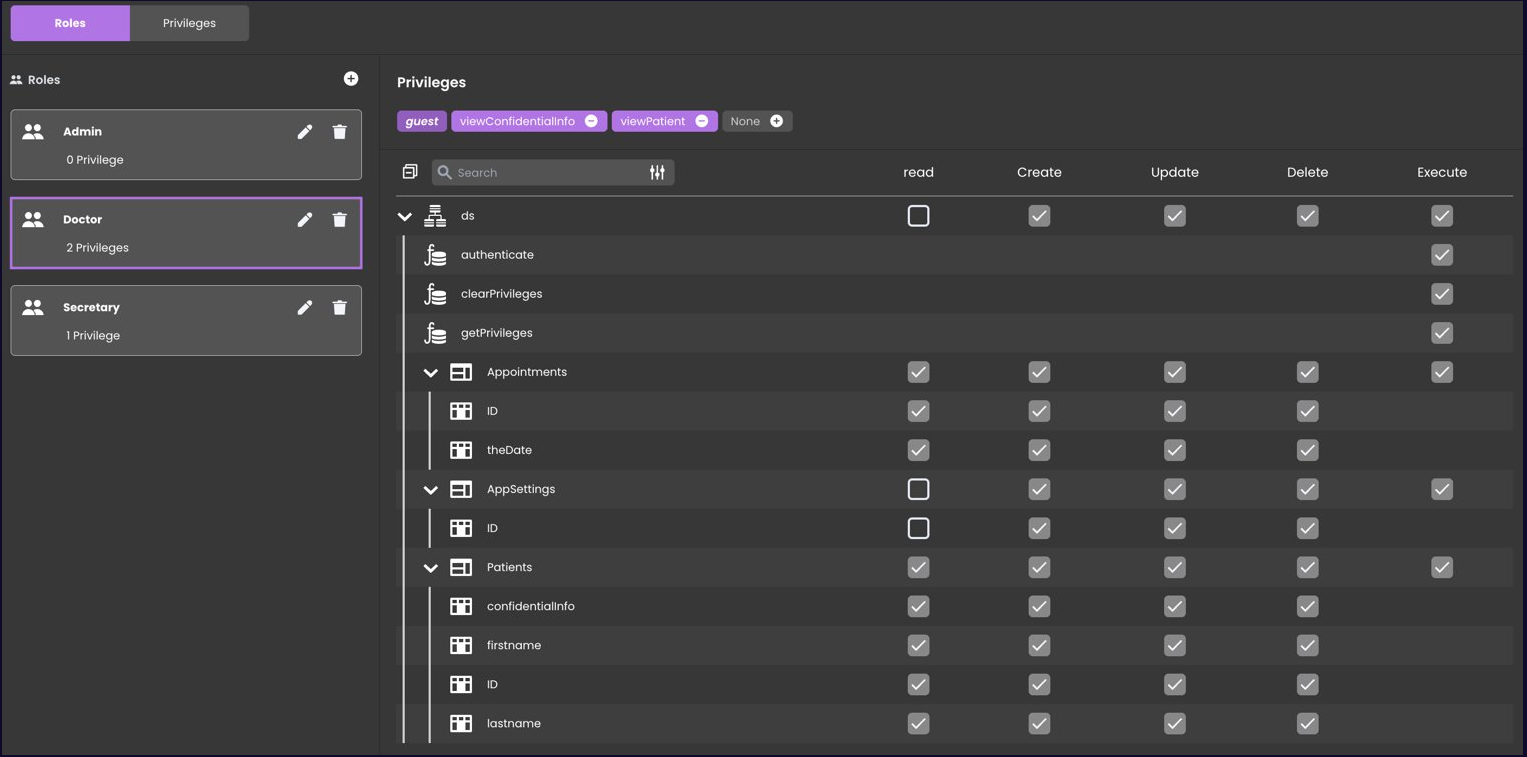 Roles
Privileges
Roles
Admin
0 Privilege
Doctor
2 Privileges
Secretary
1 Privilege
Privileges
guest viewConfidentialInfo viewPatient None
Search read Create Update Delete Execute
ds
authenticate
clearPrivileges
getPrivileges
Appointments
ID
theDate
AppSettings
ID
Patients
confidentialInfo
firstname
ID
lastname